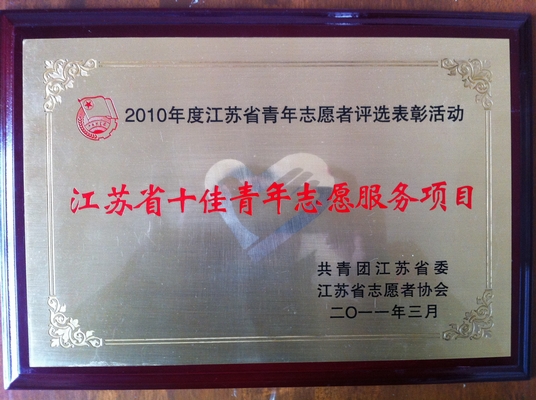 2010年度江苏省青年志愿者评选表彰活动
江苏省十佳青年志愿服务项目
共青团江苏省委
江苏省志愿者协会
二〇一一年三月